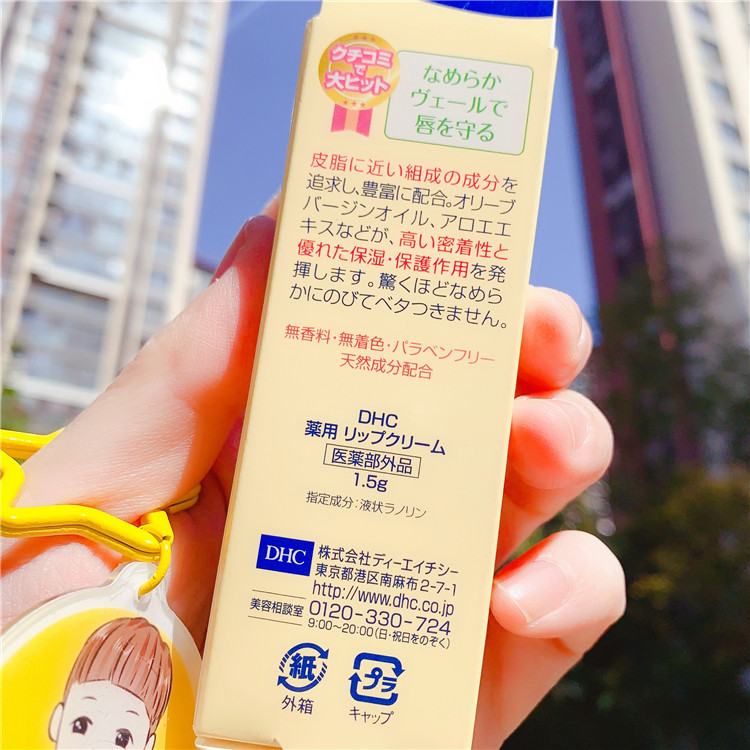 クチコミ
で
大ヒット
なめらか
ヴェールで
唇を守る
皮脂に近い組成の成分を
追求し、豊富に配合。オリーブ
バージンオイル、アロエエ
キスなどが、高い密着性と
優れた保湿・保護作用を発
揮します。驚くほどなめら
かにのびてベタつきません。
無香料・無着色・パラベンフリー
天然成分配合
DHC
薬用 リップクリーム
医薬部外品
1.5g
指定成分：液状ラノリン
DHC
株式会社ディーエイチシー
東京都港区南麻布2-7-1
http://www.dhc.co.jp
美容相談室 0120-330-724
9:00~20:00(日・祝日をのぞく)
紙
外箱
プラ
キャップ